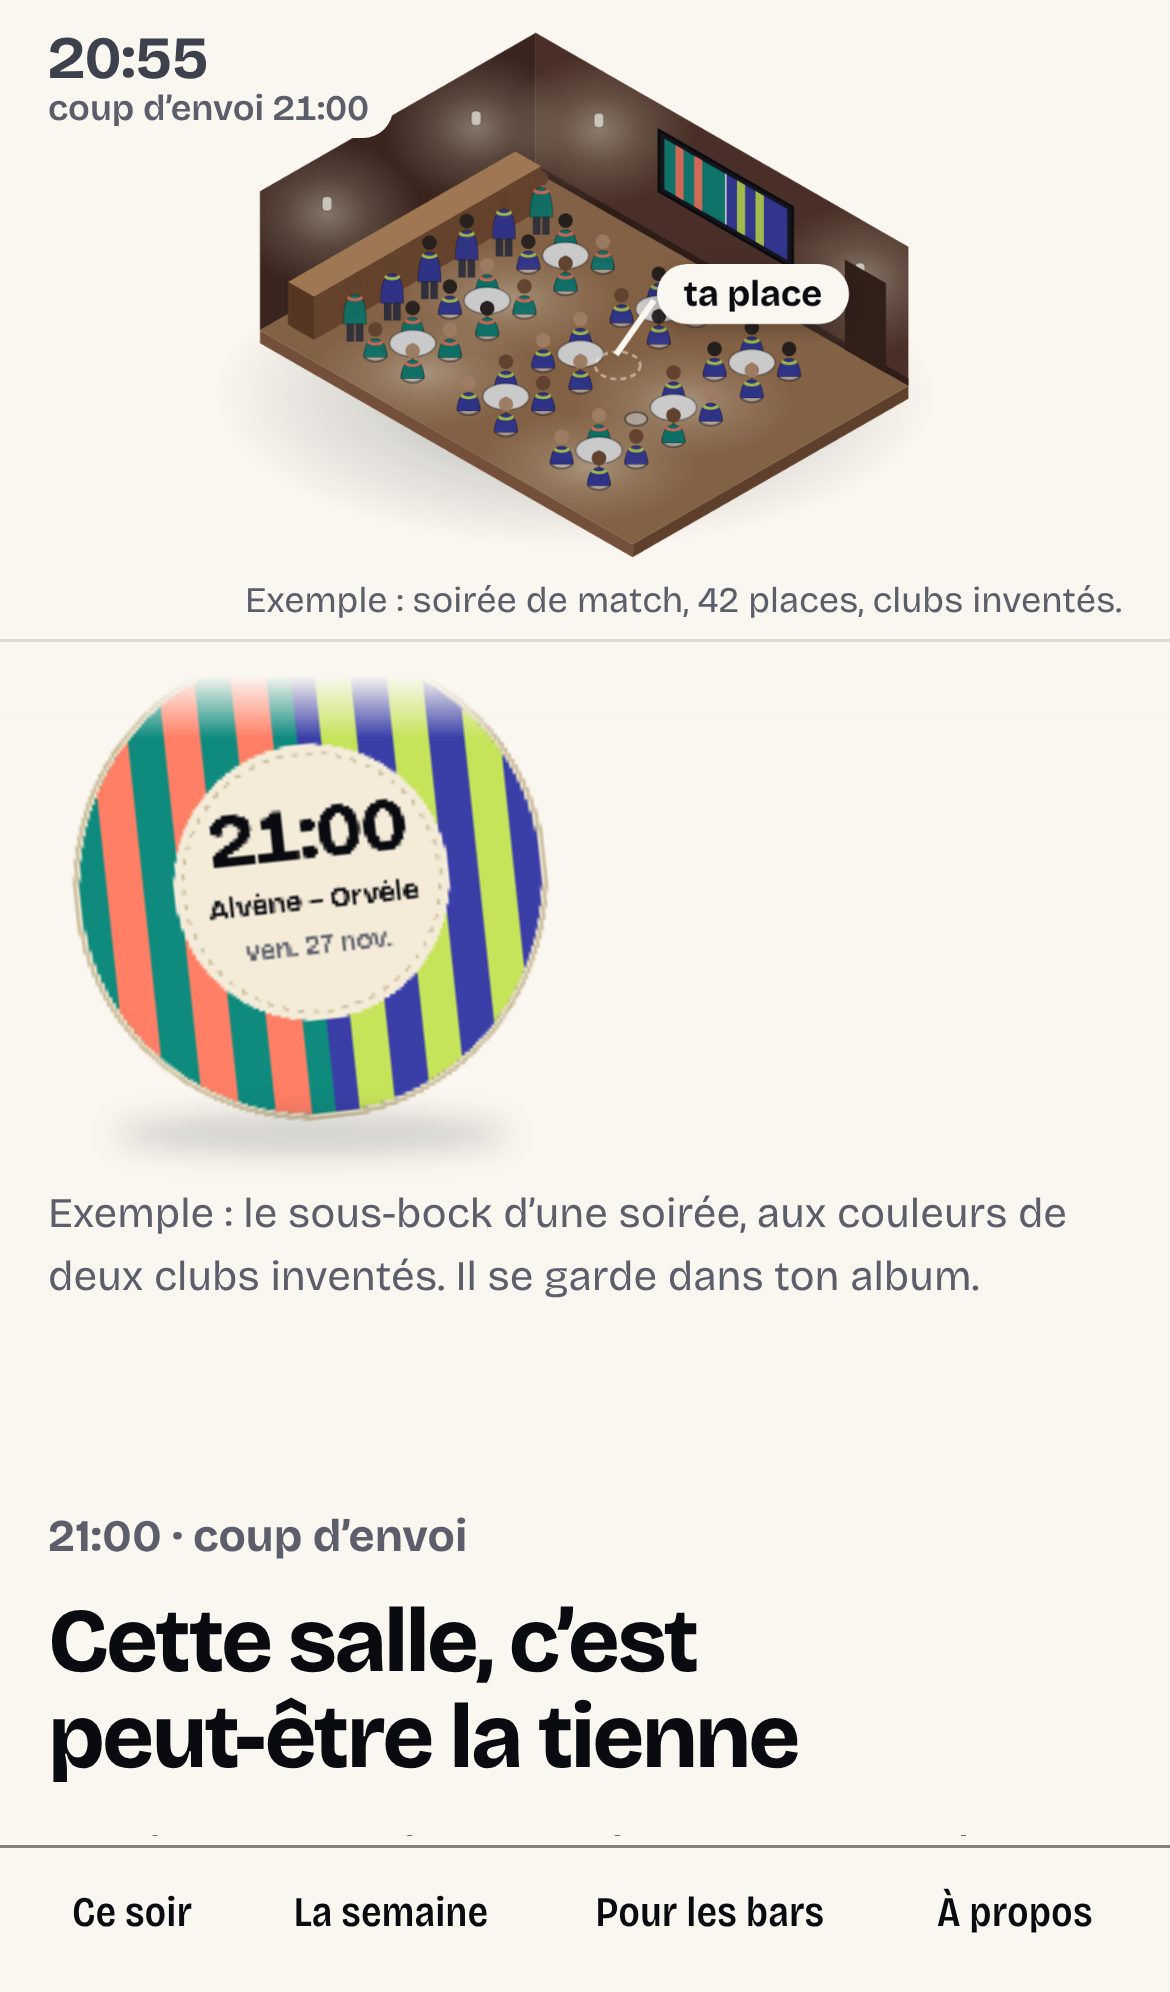 20:55
coup d’envoi 21:00
ta place
Exemple : soirée de match, 42 places, clubs inventés.
21:00
Alvène – Orvèle
ven. 27 nov.
Exemple : le sous-bock d’une soirée, aux couleurs de
deux clubs inventés. Il se garde dans ton album.
21:00 · coup d’envoi
Cette salle, c’est
peut-être la tienne
Ce soir
La semaine
Pour les bars
À propos